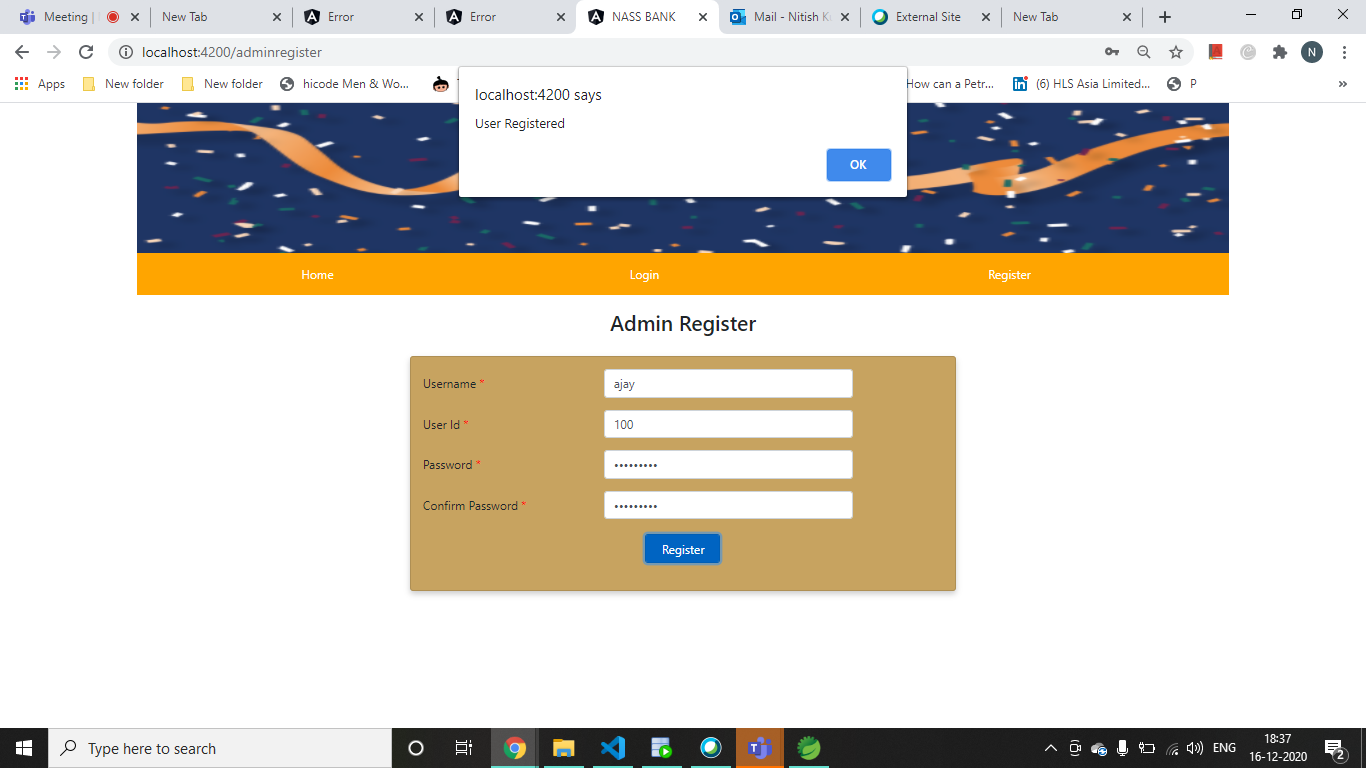 Meeting |
New Tab
Error
Error
NASS BANK
Mail - Nitish K
External Site
New Tab
localhost:4200/adminregister
N
Apps
New folder
New folder
hicode Men & Wo...
How can a Petr...
(6) HLS Asia Limited...
P
»
localhost:4200 says
User Registered
OK
Home
Login
Register
Admin Register
Username *
ajay
User Id *
100
Password *
•••••••••
Confirm Password *
•••••••••
Register
Type here to search
ENG
18:37
16-12-2020
2